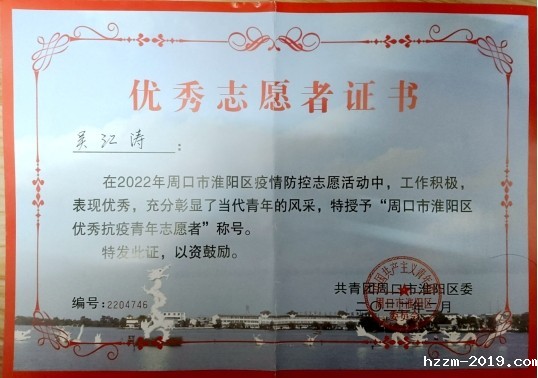 优秀志愿者证书
吴江涛:
在2022年周口市淮阳区疫情防控志愿活动中，工作积极，
表现优秀，充分彰显了当代青年的风采，特授予“周口市淮阳区
优秀抗疫青年志愿者”称号。
特发此证，以资鼓励。
共青团周口市淮阳区委
编号:2204746
hzzm-2019.com